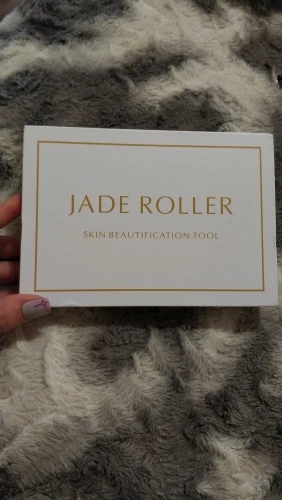 JADE ROLLER
SKIN BEAUTIFICATION TOOL